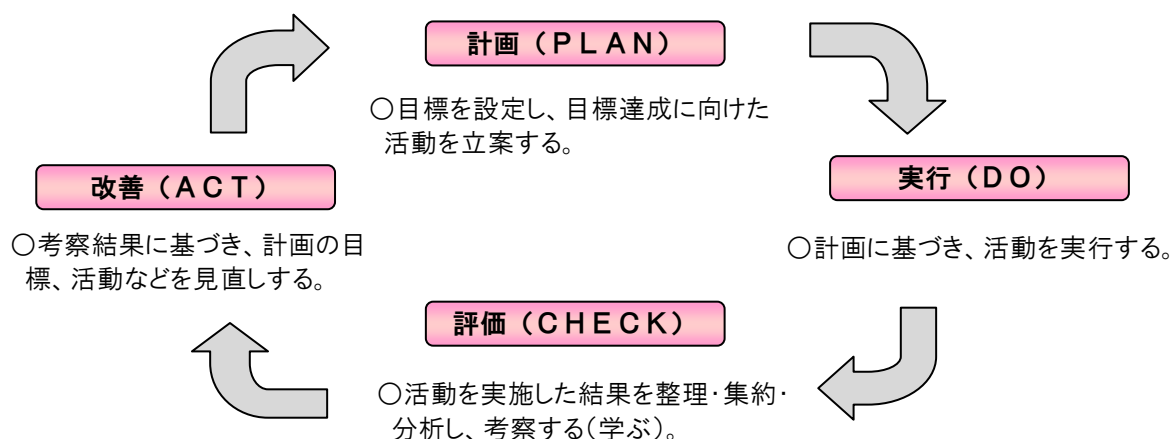 計画（ＰＬＡＮ）
○目標を設定し、目標達成に向けた
活動を立案する。
実行（ＤＯ）
○計画に基づき、活動を実行する。
評価（ＣＨＥＣＫ）
○活動を実施した結果を整理･集約･
分析し、考察する(学ぶ)。
改善（ＡＣＴ）
○考察結果に基づき、計画の目
標、活動などを見直しする。